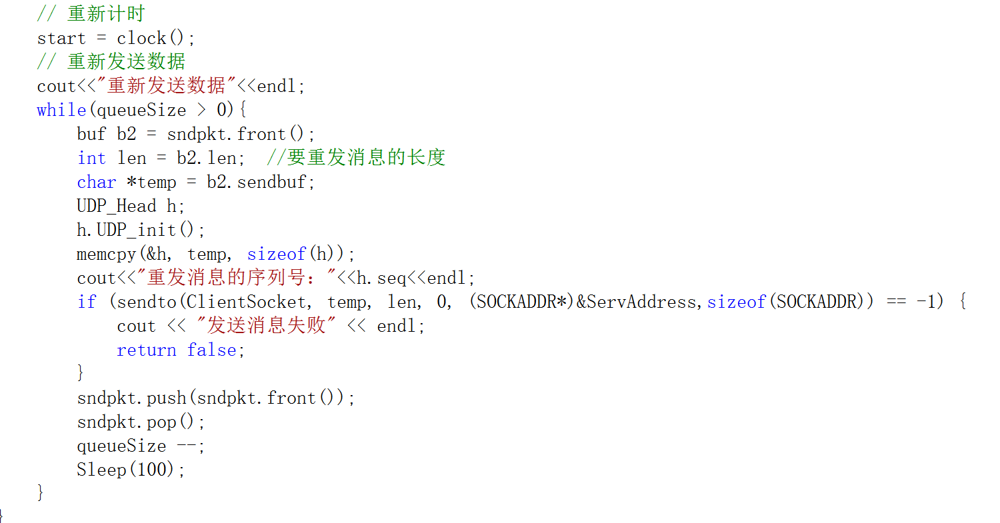 // 重新计时
start = clock();
// 重新发送数据
cout<<"重新发送数据"<<endl;
while(queueSize > 0){
buf b2 = sndpkt.front();
int len = b2.len;  //要重发消息的长度
char *temp = b2.sendbuf;
UDP_Head h;
h.UDP_init();
memcpy(&h, temp, sizeof(h));
cout<<"重发消息的序列号："<<h.seq<<endl;
if (sendto(ClientSocket, temp, len, 0, (SOCKADDR*)&ServAddress,sizeof(SOCKADDR)) == -1) {
cout << "发送消息失败" << endl;
return false;
}
sndpkt.push(sndpkt.front());
sndpkt.pop();
queueSize --;
Sleep(100);
}
}